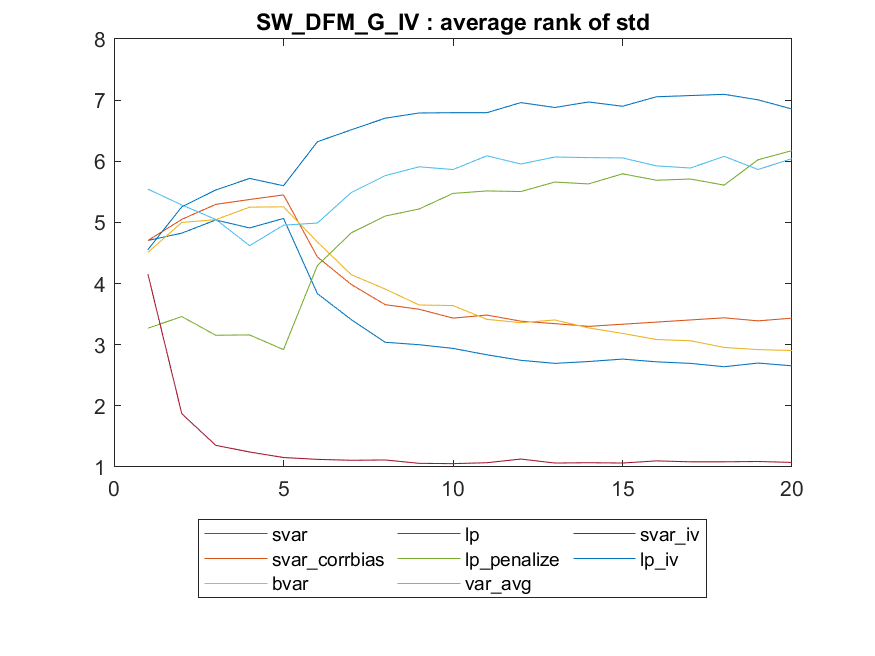 SW_DFM_G_IV : average rank of std
8
7
6
5
4
3
2
1
0 5 10 15 20
svar lp svar_iv
svar_corrbias lp_penalize lp_iv
bvar var_avg